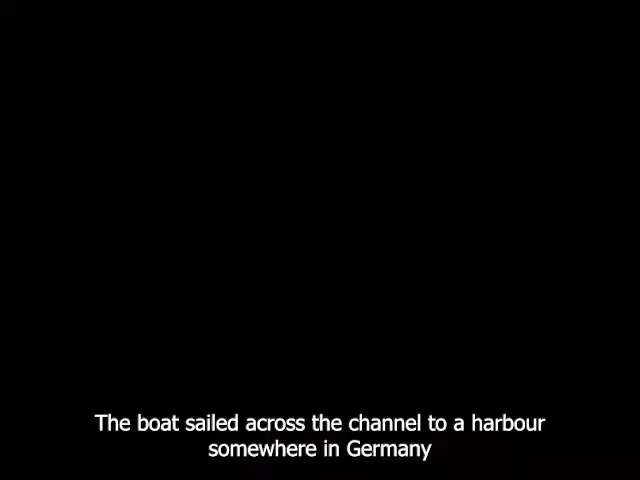 The boat sailed across the channel to a harbour
somewhere in Germany